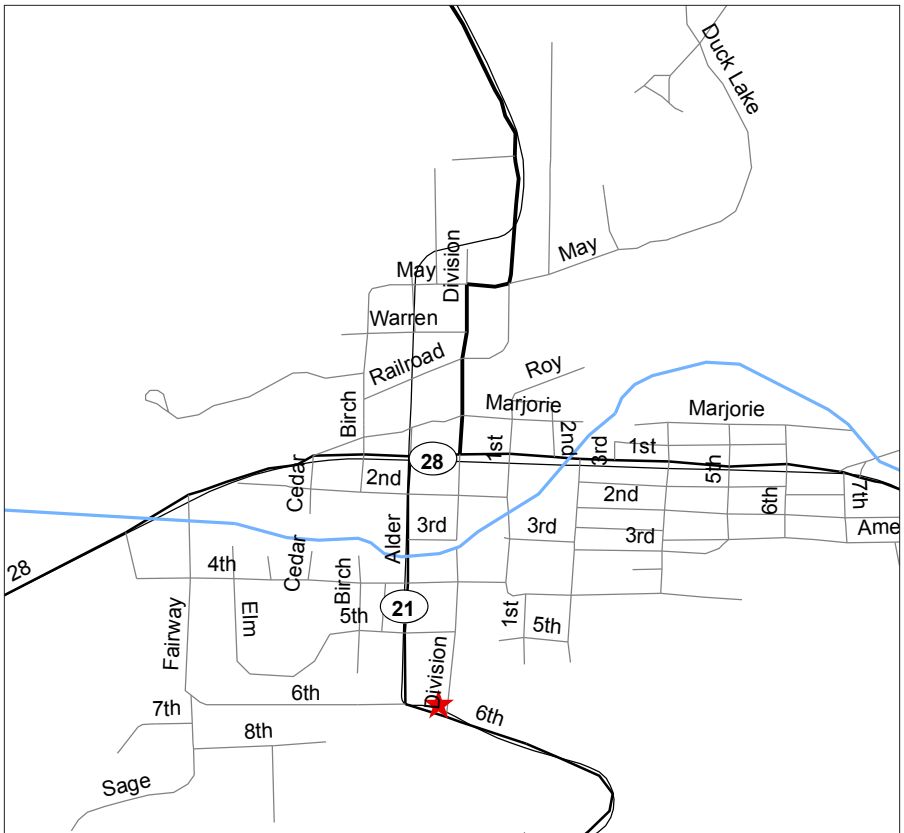 Duck Lake
Division
May
May
Warren
Railroad
Roy
Birch
Marjorie
Marjorie
1st
2nd
3rd
1st
28
5th
Cedar
2nd
2nd
6th
7th
Alder
3rd
3rd
3rd
Ame
28
4th
Cedar
Birch
Fairway
Elm
5th
21
1st
5th
Division
6th
6th
7th
8th
Sage